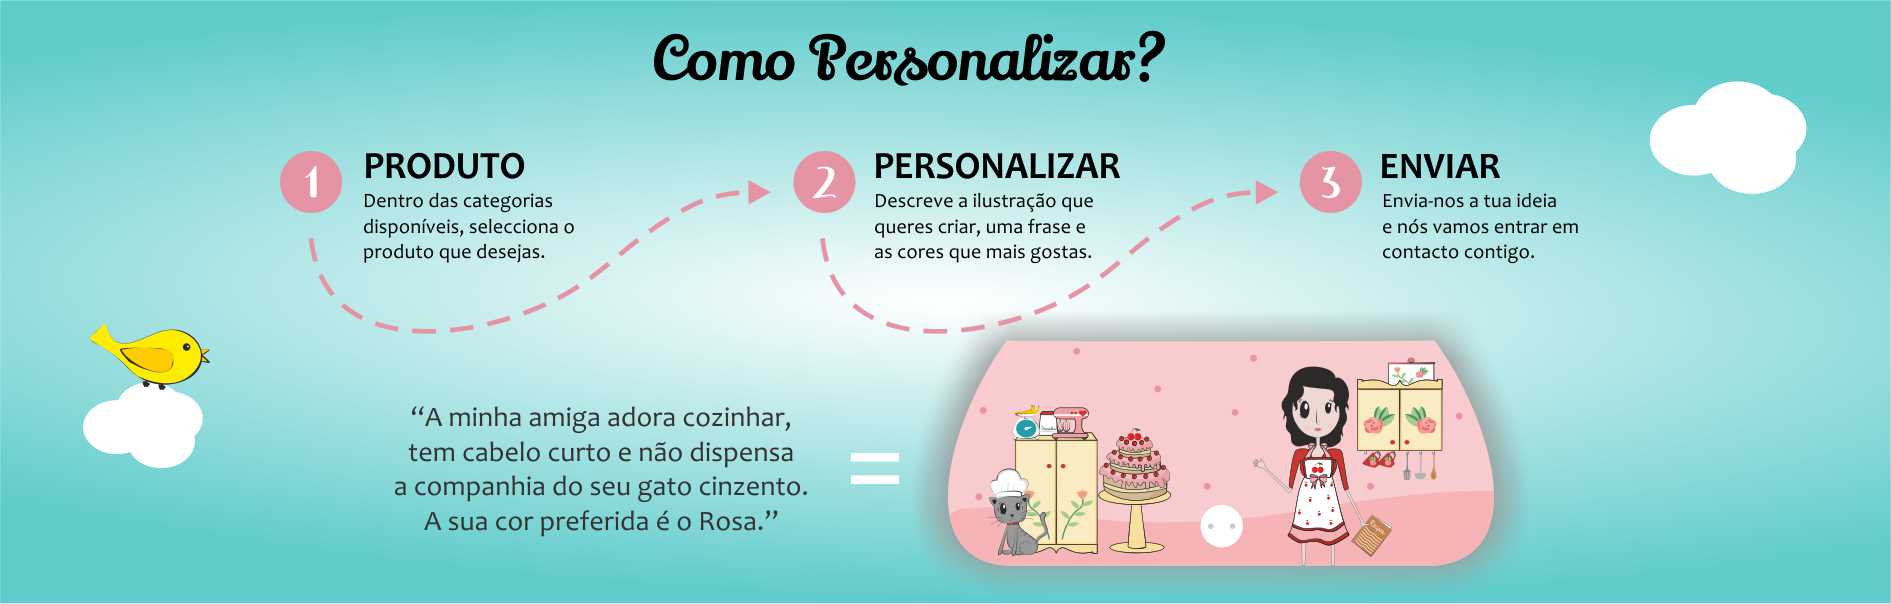 Como Personalizar?
1
PRODUTO
Dentro das categorias
disponíveis, selecciona o
produto que desejas.
2
PERSONALIZAR
Descreve a ilustração que
queres criar, uma frase e
as cores que mais gostas.
3
ENVIAR
Envia-nos a tua ideia
e nós vamos entrar em
contacto contigo.
“A minha amiga adora cozinhar,
tem cabelo curto e não dispensa
a companhia do seu gato cinzento.
A sua cor preferida é o Rosa.”
=